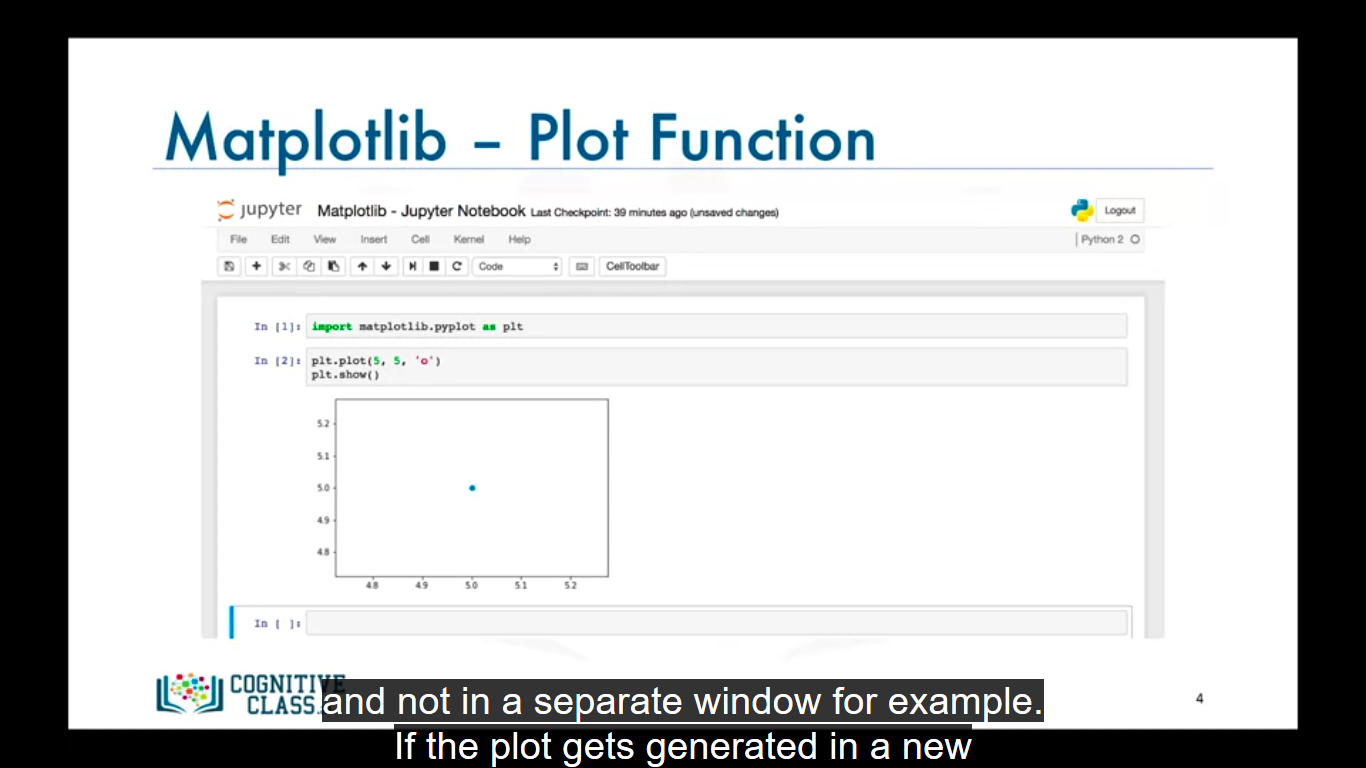 Matplotlib – Plot Function
jupyter Matplotlib - Jupyter Notebook Last Checkpoint: 39 minutes ago (unsaved changes) Logout
File Edit View Insert Cell Kernel Help Python 2
Code CellToolbar
In [1]: import matplotlib.pyplot as plt
In [2]: plt.plot(5, 5, 'o')
plt.show()
5.2
5.1
5.0
4.9
4.8
4.8 4.9 5.0 5.1 5.2
In [ ]:
COGNITIVE
CLASS.
and not in a separate window for example.
4
If the plot gets generated in a new